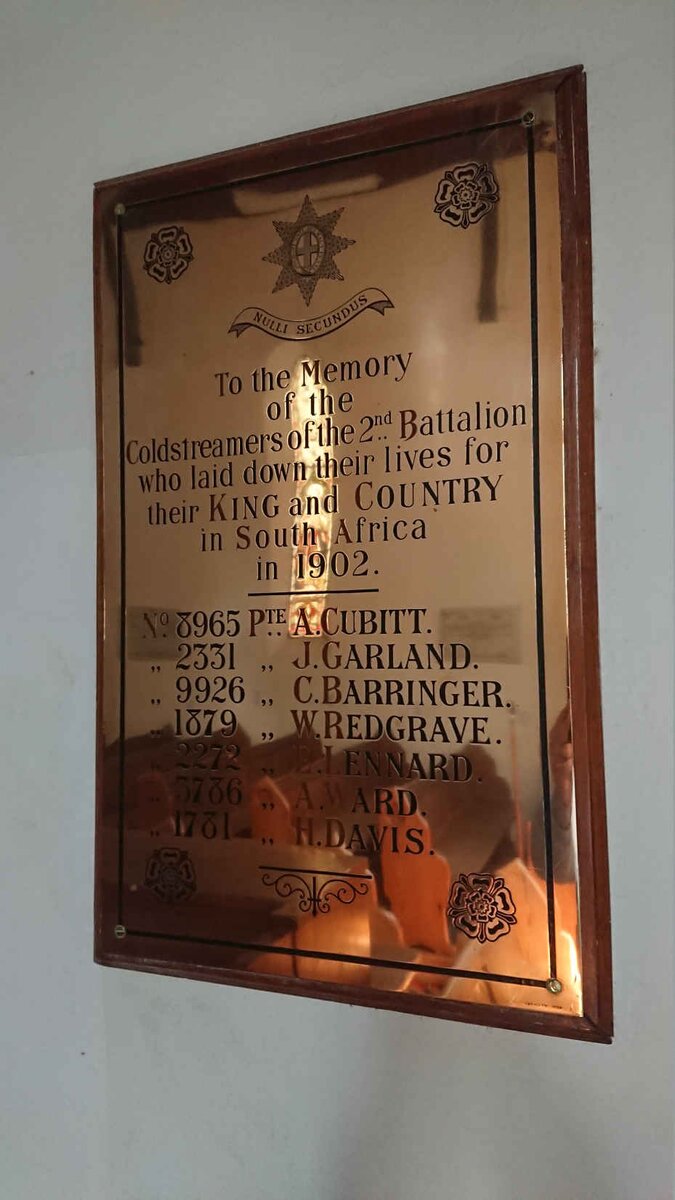 NULLI SECUNDUS
To the Memory
of the
Coldstreamers of the 2nd Battalion
who laid down their lives for
their KING and COUNTRY
in South Africa
in 1902.
No 8965 PTE A. CUBITT.
„ 2331 „ J. GARLAND.
„ 9926 „ C. BARRINGER.
„ 1879 „ W. REDGRAVE.
„ 2272 „ E. LENNARD.
„ 5786 „ A. WARD.
„ 1781 „ H. DAVIS.